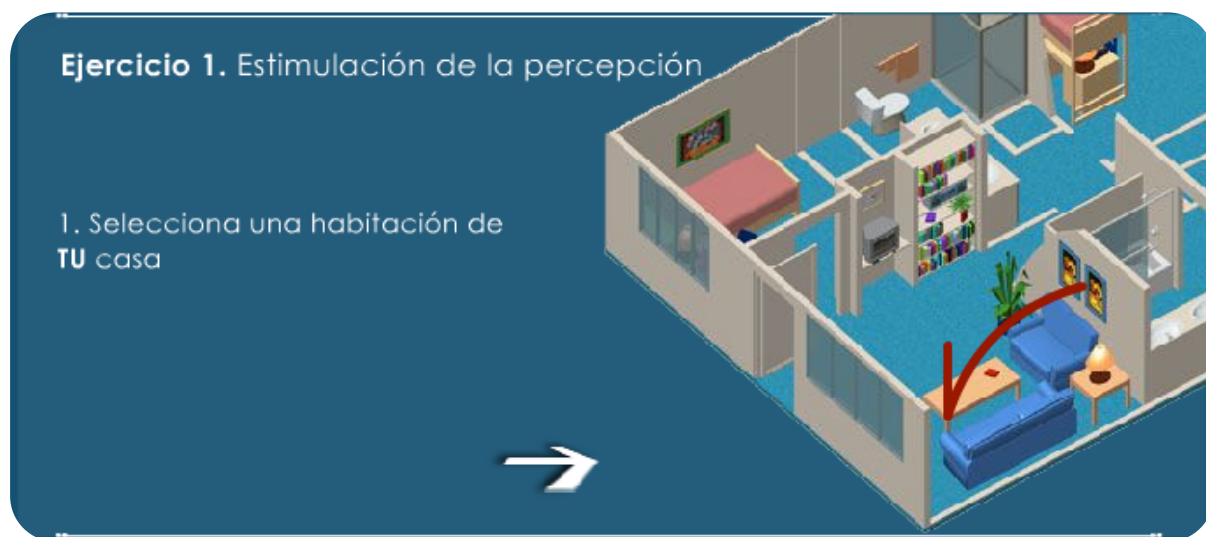 Ejercicio 1. Estimulación de la percepción
1. Selecciona una habitación de
TU casa